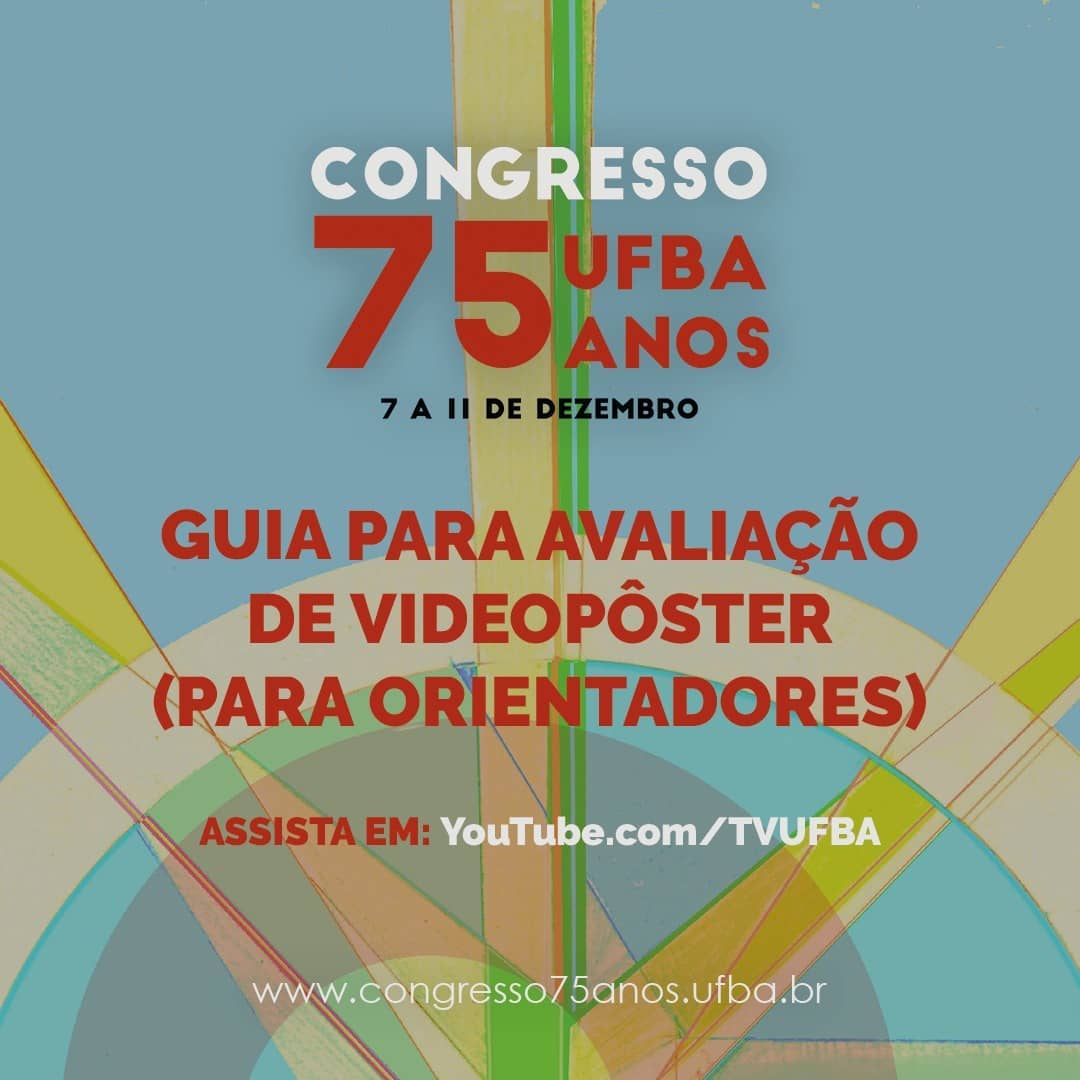 CONGRESSO
75 UFBA
ANOS
7 A 11 DE DEZEMBRO
GUIA PARA AVALIAÇÃO
DE VIDEOPÔSTER
(PARA ORIENTADORES)
ASSISTA EM: YouTube.com/TVUFBA
www.congresso75anos.ufba.br